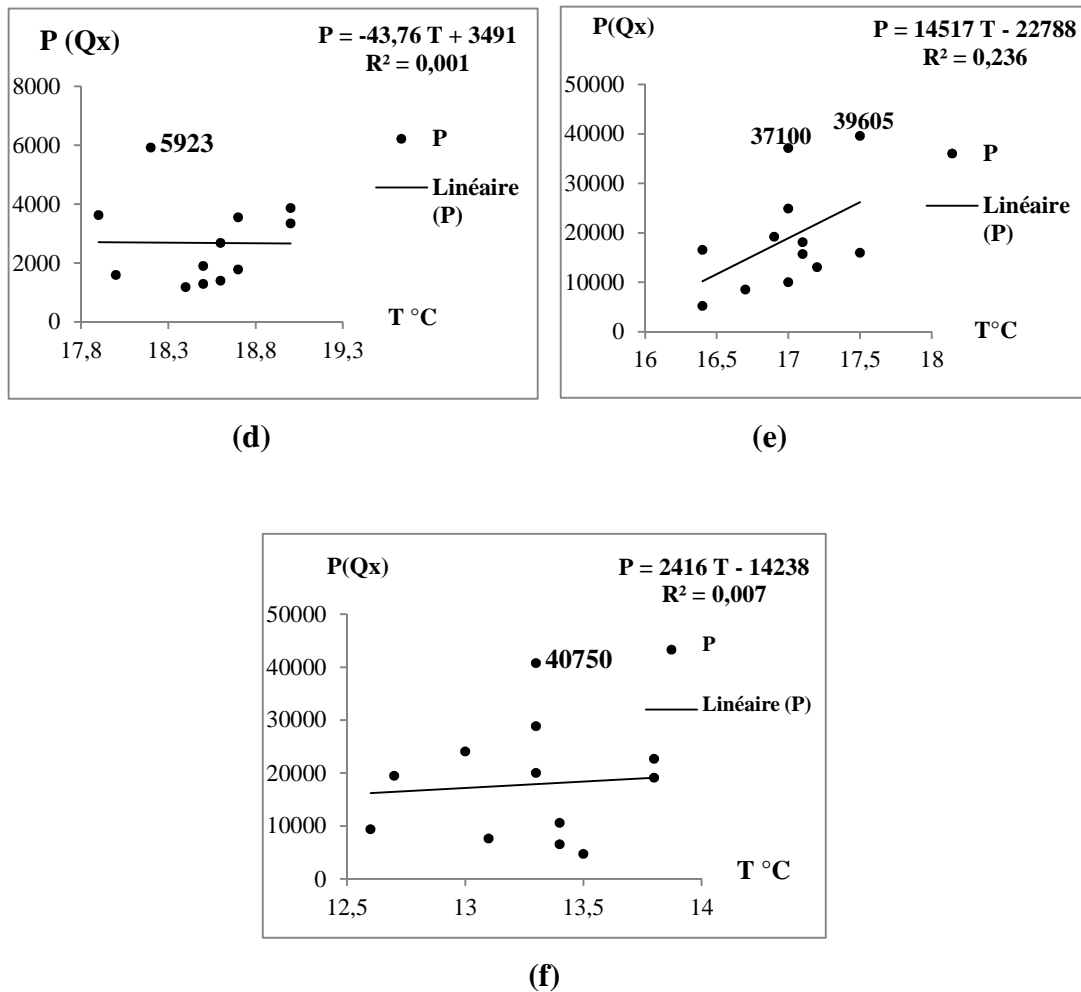 P (Qx)
P = -43,76 T + 3491
R² = 0,001
8000
6000
4000
2000
0
5923
P
Linéaire
(P)
T °C
17,8 18,3 18,8 19,3
(d)
P(Qx)
P = 14517 T - 22788
R² = 0,236
50000
40000
30000
20000
10000
0
37100
39605
P
Linéaire
(P)
T°C
16 16,5 17 17,5 18
(e)
P(Qx)
P = 2416 T - 14238
R² = 0,007
50000
40000
30000
20000
10000
0
40750
P
Linéaire (P)
T °C
12,5 13 13,5 14
(f)